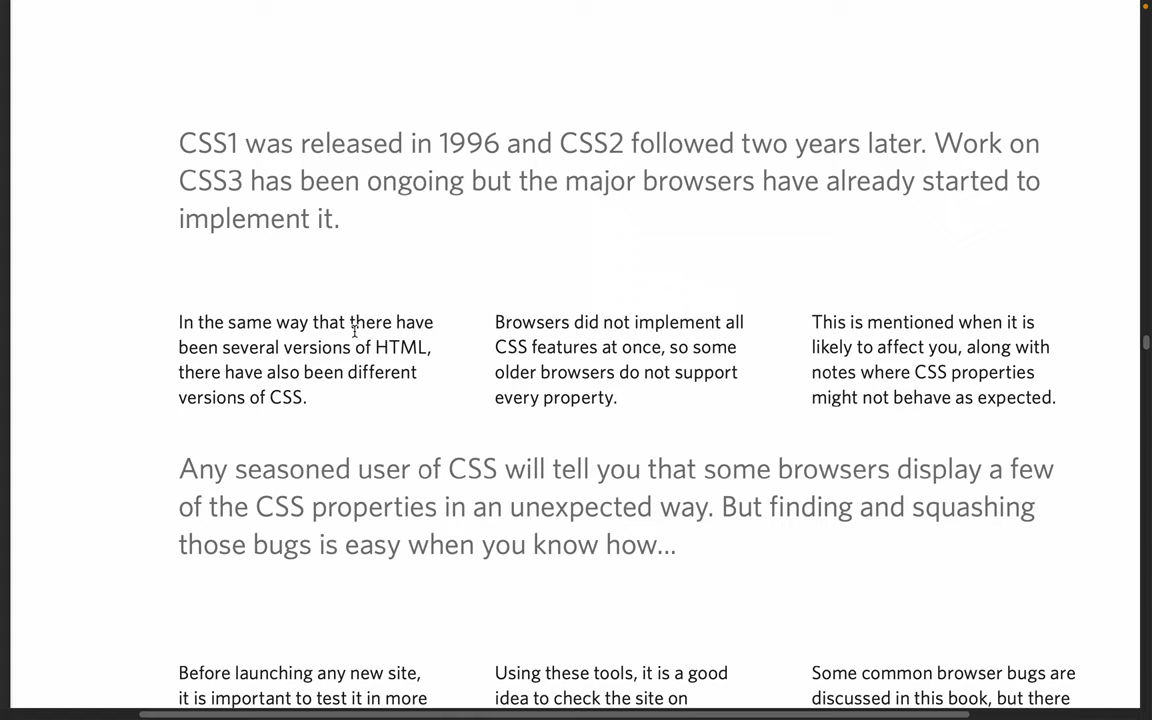 CSS1 was released in 1996 and CSS2 followed two years later. Work on
CSS3 has been ongoing but the major browsers have already started to
implement it.
In the same way that there have
been several versions of HTML,
there have also been different
versions of CSS.
Browsers did not implement all
CSS features at once, so some
older browsers do not support
every property.
This is mentioned when it is
likely to affect you, along with
notes where CSS properties
might not behave as expected.
Any seasoned user of CSS will tell you that some browsers display a few
of the CSS properties in an unexpected way. But finding and squashing
those bugs is easy when you know how...
Before launching any new site,
it is important to test it in more
Using these tools, it is a good
idea to check the site on
Some common browser bugs are
discussed in this book, but there